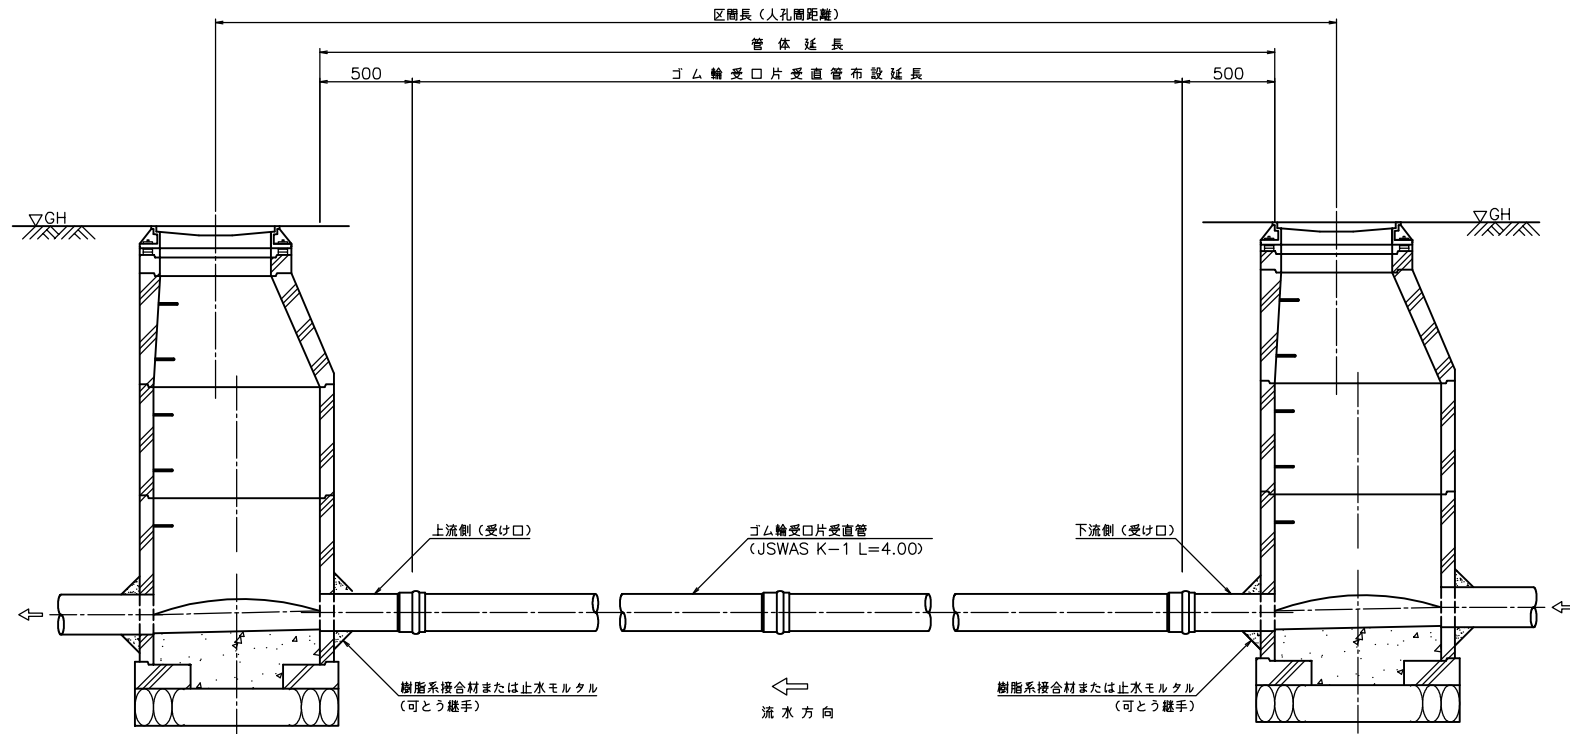 区間長（人孔間距離）
管体延長
500
ゴム輪受口片受直管布設延長
500
GH
GH
上流側（受け口）
ゴム輪受口片受直管
（JSWAS K-1 L=4.00）
下流側（受け口）
樹脂系接合材または止水モルタル
（可とう継手）
樹脂系接合材または止水モルタル
（可とう継手）
流水方向